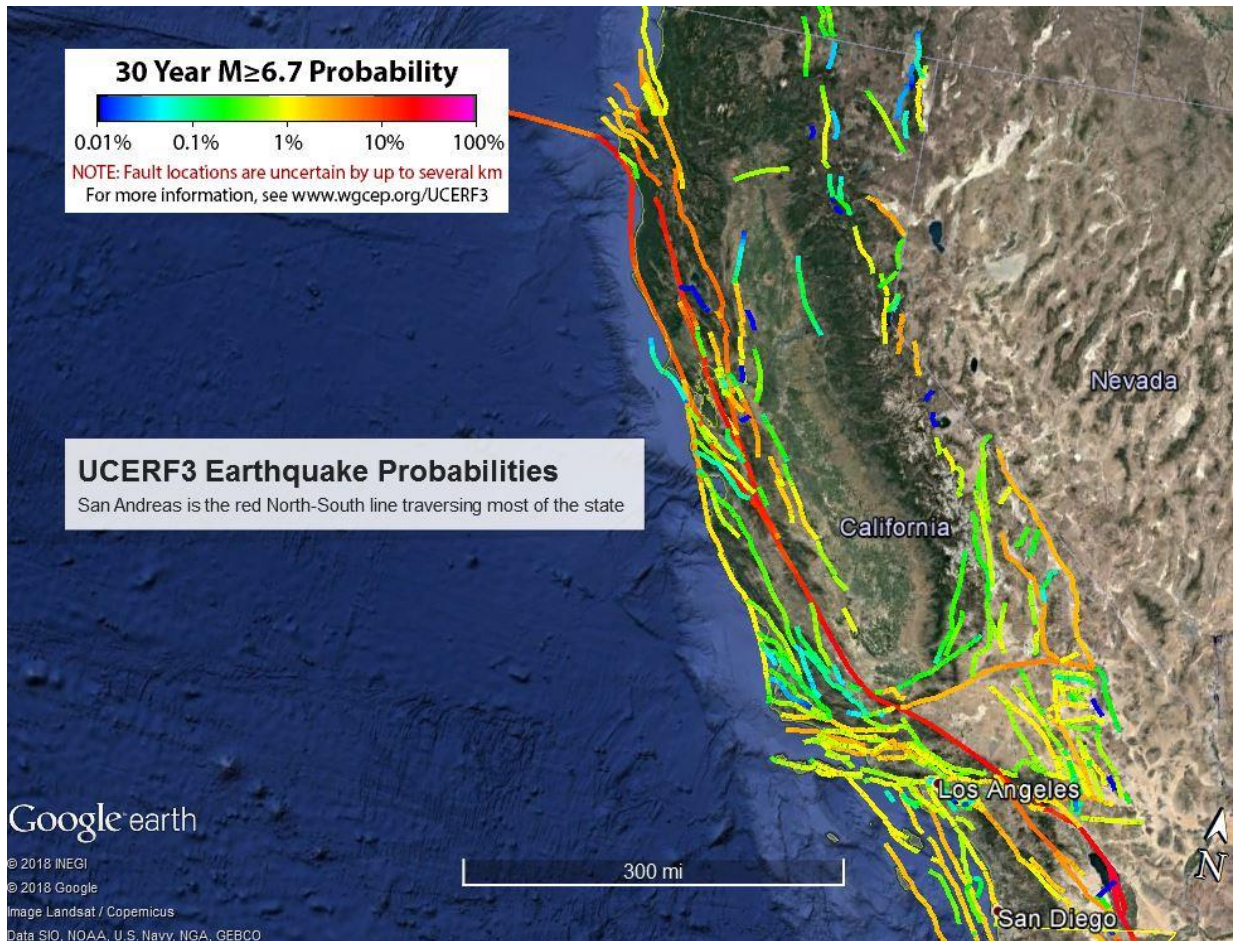 30 Year M≥6.7 Probability
0.01% 0.1% 1% 10% 100%
NOTE: Fault locations are uncertain by up to several km
For more information, see www.wgcep.org/UCERF3
Nevada
UCERF3 Earthquake Probabilities
San Andreas is the red North-South line traversing most of the state
California
Los Angeles
Google earth
© 2018 INEGI
© 2018 Google
Image Landsat / Copernicus
Data SIO, NOAA, U.S. Navy, NGA, GEBCO
300 mi
N
San Diego